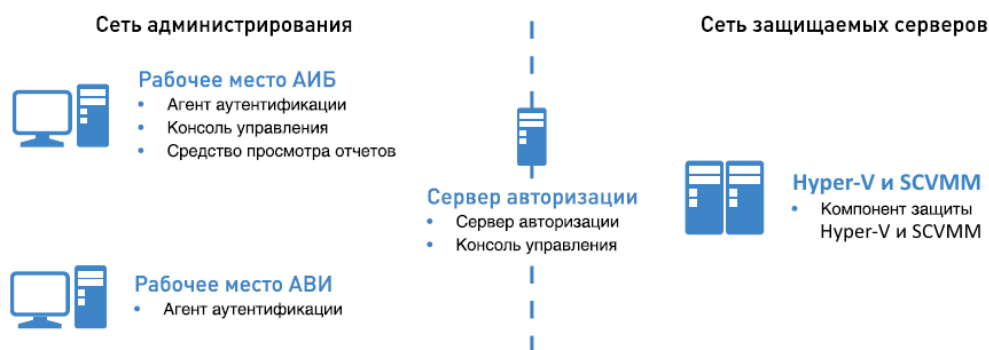 Сеть администрирования
Сеть защищаемых серверов
Рабочее место АИБ
• Агент аутентификации
• Консоль управления
• Средство просмотра отчетов
Сервер авторизации
• Сервер авторизации
• Консоль управления
Hyper-V и SCVMM
• Компонент защиты
Hyper-V и SCVMM
Рабочее место АВИ
• Агент аутентификации